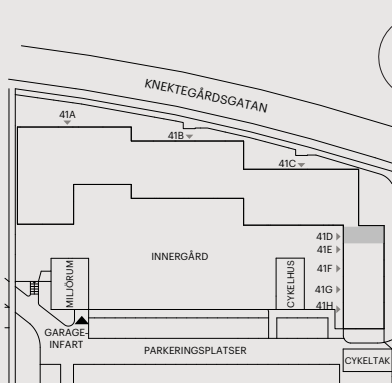 KNEKTEGÅRDSGATAN
41A
41B
41C
41D
41E
INNERGÅRD
41F
MILJÖRUM
CYKELHUS
41G
41H
GARAGE-
INFART
PARKERINGSPLATSER
CYKELTAK